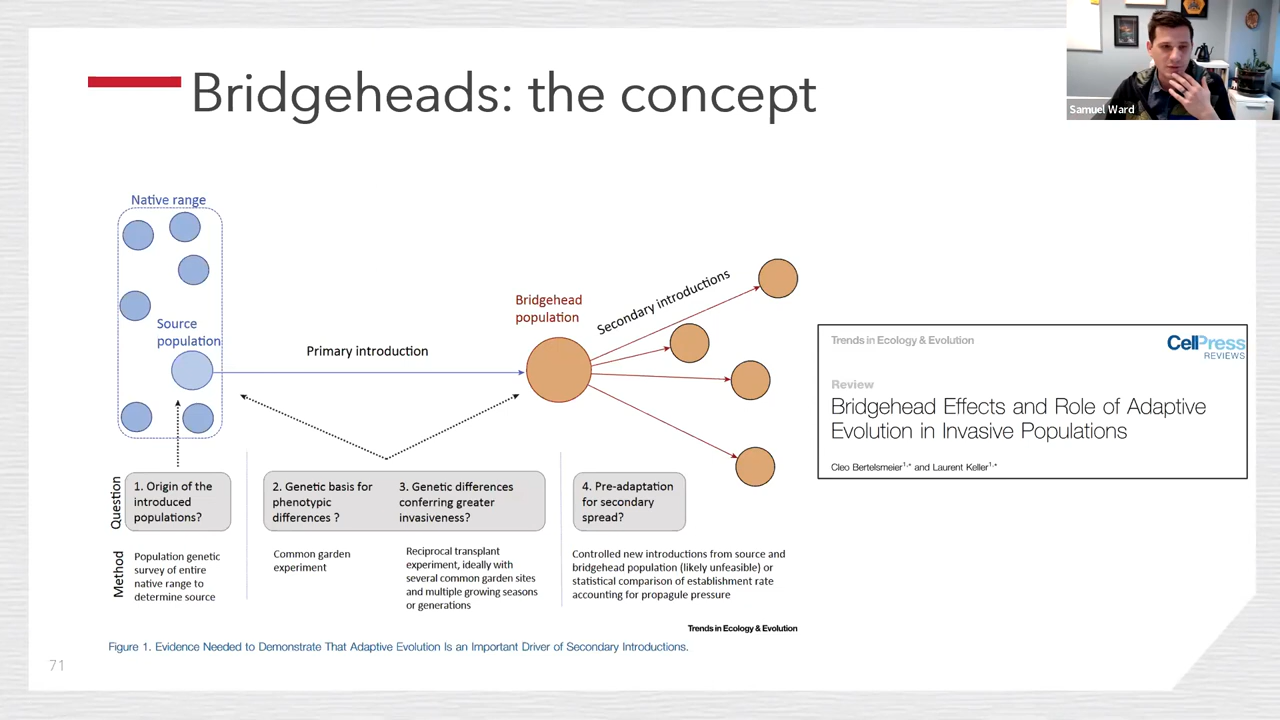 Bridgeheads: the concept
Samuel Ward
Native range
Source
population
Primary introduction
Bridgehead
population
Secondary introductions
Trends in Ecology & Evolution
CellPress
REVIEWS
Review
Bridgehead Effects and Role of Adaptive
Evolution in Invasive Populations
Cleo Bertelsmeier¹,* and Laurent Keller¹,*
Question
1. Origin of the
introduced
populations?
2. Genetic basis for
phenotypic
differences ?
3. Genetic differences
conferring greater
invasiveness?
4. Pre-adaptation
for secondary
spread?
Method
Population genetic
survey of entire
native range to
determine source
Common garden
experiment
Reciprocal transplant
experiment, ideally with
several common garden sites
and multiple growing seasons
or generations
Controlled new introductions from source and
bridgehead population (likely unfeasible) or
statistical comparison of establishment rate
accounting for propagule pressure
Trends in Ecology & Evolution
Figure 1. Evidence Needed to Demonstrate That Adaptive Evolution Is an Important Driver of Secondary Introductions.
71